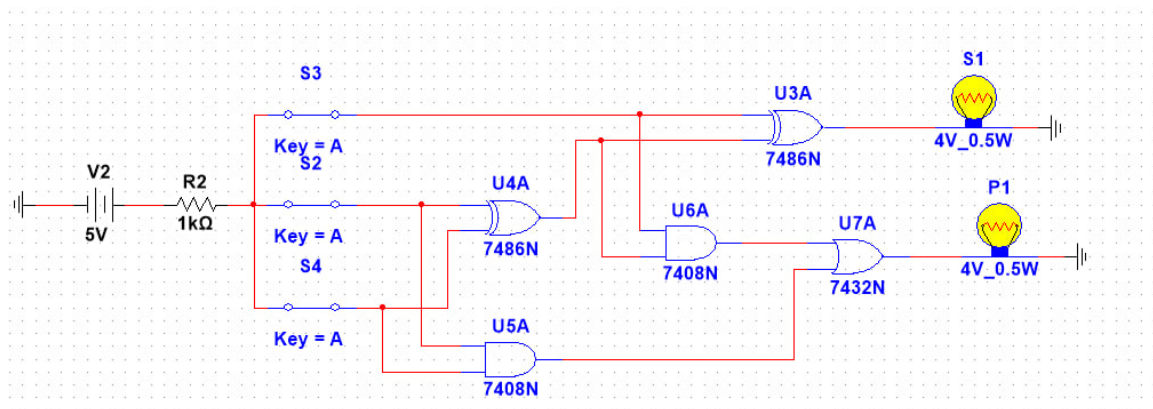 S3
Key = A
S2
Key = A
S4
Key = A
V2
5V
R2
1kΩ
U4A
7486N
U5A
7408N
U6A
7408N
U3A
7486N
U7A
7432N
S1
4V_0.5W
P1
4V_0.5W